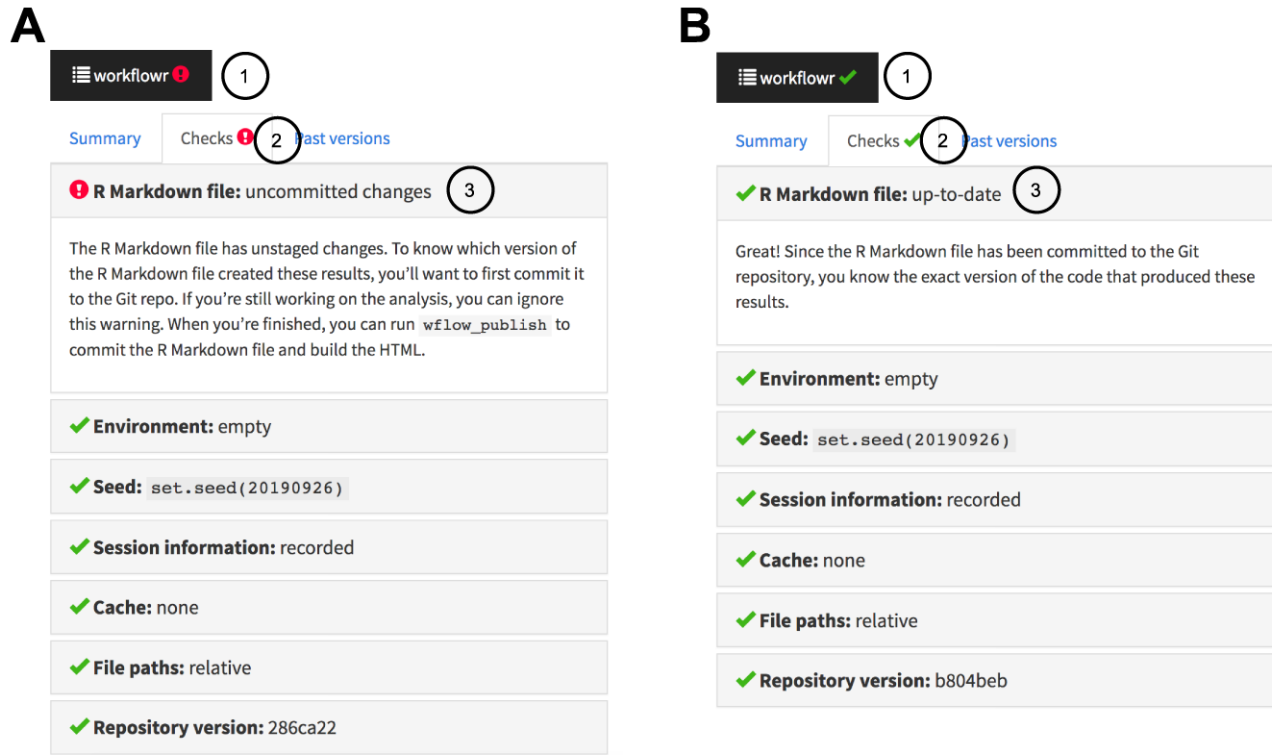 A
workflowr
1
Summary
Checks
2
Past versions
R Markdown file: uncommitted changes
3
The R Markdown file has unstaged changes. To know which version of
the R Markdown file created these results, you’ll want to first commit it
to the Git repo. If you’re still working on the analysis, you can ignore
this warning. When you’re finished, you can run wflow_publish to
commit the R Markdown file and build the HTML.
Environment: empty
Seed: set.seed(20190926)
Session information: recorded
Cache: none
File paths: relative
Repository version: 286ca22
B
workflowr
1
Summary
Checks
2
Past versions
R Markdown file: up-to-date
3
Great! Since the R Markdown file has been committed to the Git
repository, you know the exact version of the code that produced these
results.
Environment: empty
Seed: set.seed(20190926)
Session information: recorded
Cache: none
File paths: relative
Repository version: b804beb